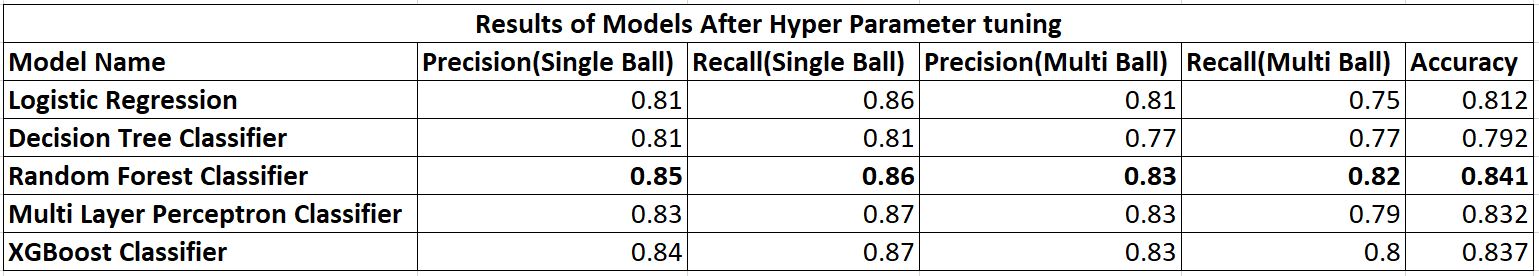 Results of Models After Hyper Parameter tuning
Model Name Precision(Single Ball) Recall(Single Ball) Precision(Multi Ball) Recall(Multi Ball) Accuracy
Logistic Regression 0.81 0.86 0.81 0.75 0.812
Decision Tree Classifier 0.81 0.81 0.77 0.77 0.792
Random Forest Classifier 0.85 0.86 0.83 0.82 0.841
Multi Layer Perceptron Classifier 0.83 0.87 0.83 0.79 0.832
XGBoost Classifier 0.84 0.87 0.83 0.8 0.837